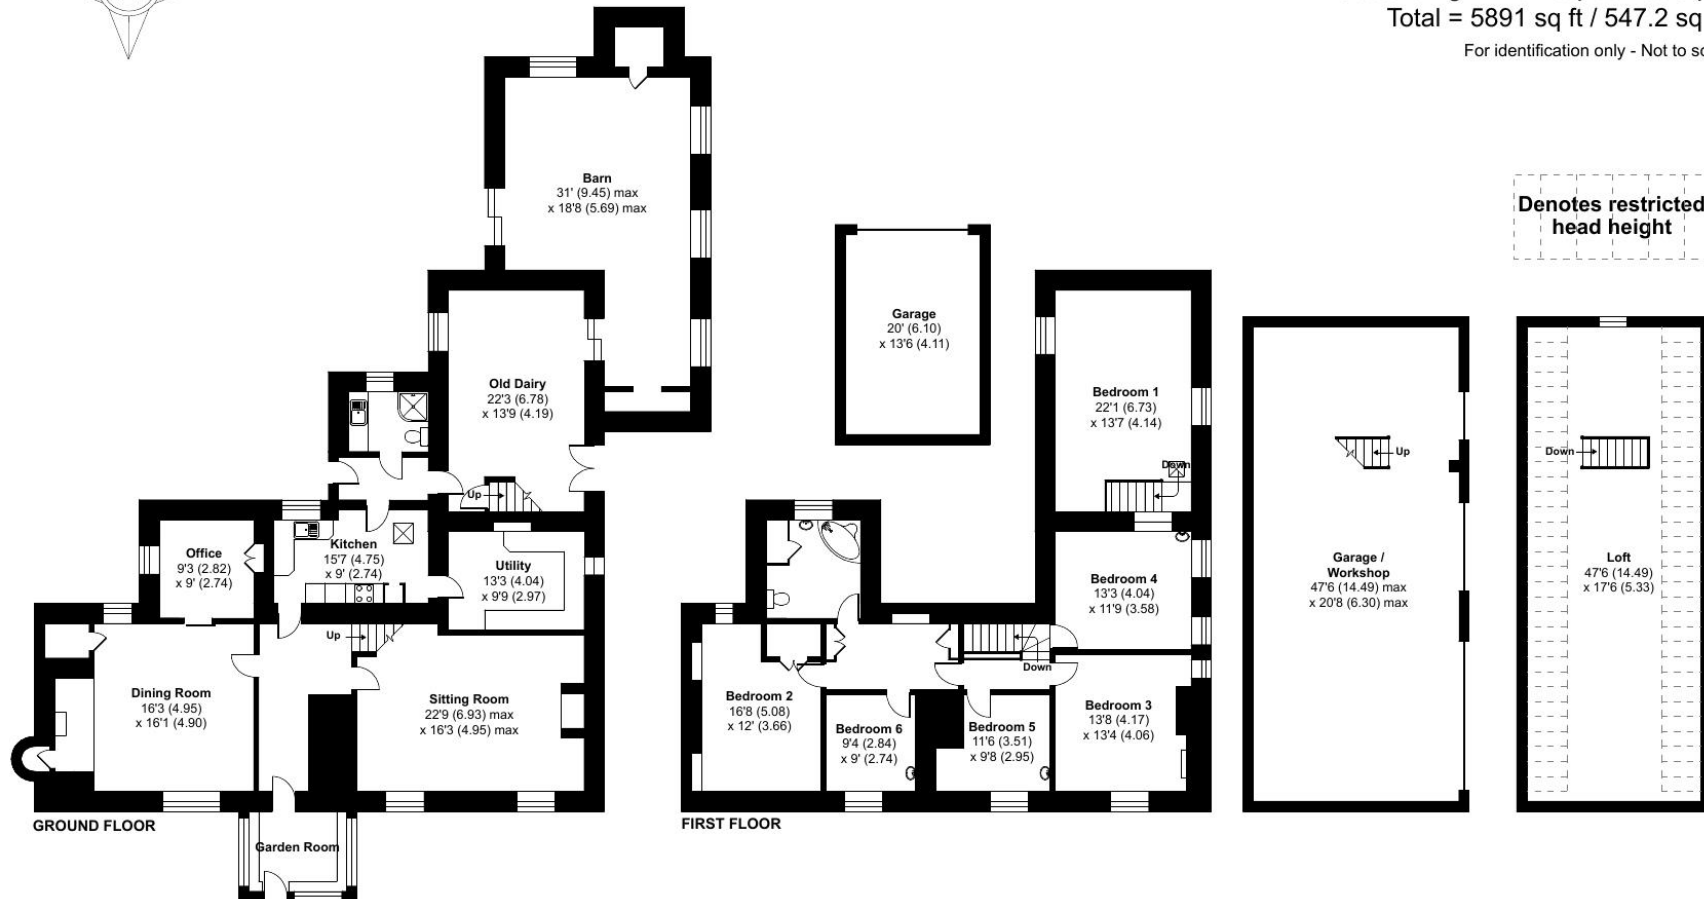 Total = 5891 sq ft / 547.2 sq
For identification only - Not to sc
Denotes restricted
head height
Barn
31' (9.45) max
x 18'8 (5.69) max
Garage
20' (6.10)
x 13'6 (4.11)
Old Dairy
22'3 (6.78)
x 13'9 (4.19)
Bedroom 1
22'1 (6.73)
x 13'7 (4.14)
Down
Up
Up
Down
Office
9'3 (2.82)
x 9' (2.74)
Kitchen
15'7 (4.75)
x 9' (2.74)
Utility
13'3 (4.04)
x 9'9 (2.97)
Bedroom 4
13'3 (4.04)
x 11'9 (3.58)
Garage /
Workshop
47'6 (14.49) max
x 20'8 (6.30) max
Loft
47'6 (14.49)
x 17'6 (5.33)
Up
Down
Dining Room
16'3 (4.95)
x 16'1 (4.90)
Sitting Room
22'9 (6.93) max
x 16'3 (4.95) max
Bedroom 2
16'8 (5.08)
x 12' (3.66)
Bedroom 6
9'4 (2.84)
x 9' (2.74)
Bedroom 5
11'6 (3.51)
x 9'8 (2.95)
Bedroom 3
13'8 (4.17)
x 13'4 (4.06)
GROUND FLOOR
FIRST FLOOR
Garden Room